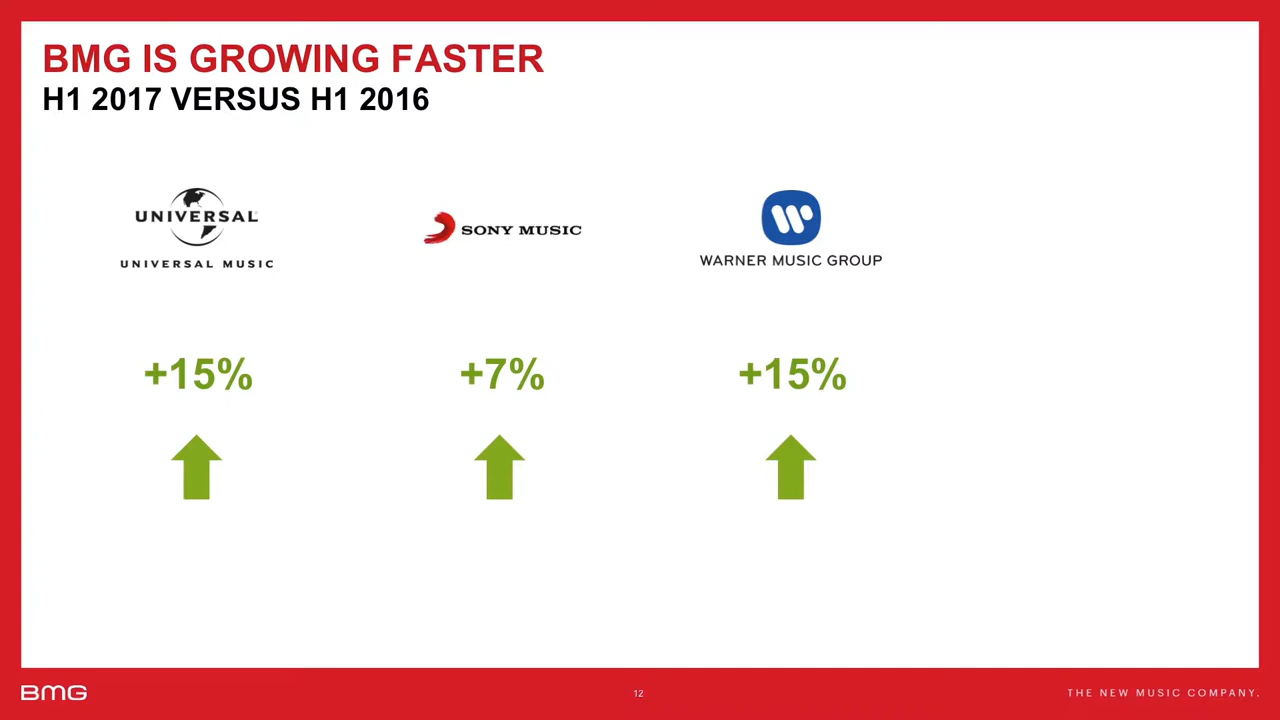 BMG IS GROWING FASTER
H1 2017 VERSUS H1 2016
UNIVERSAL
UNIVERSAL MUSIC
SONY MUSIC
WARNER MUSIC GROUP
+15%
+7%
+15%
BMG
12
THE NEW MUSIC COMPANY.